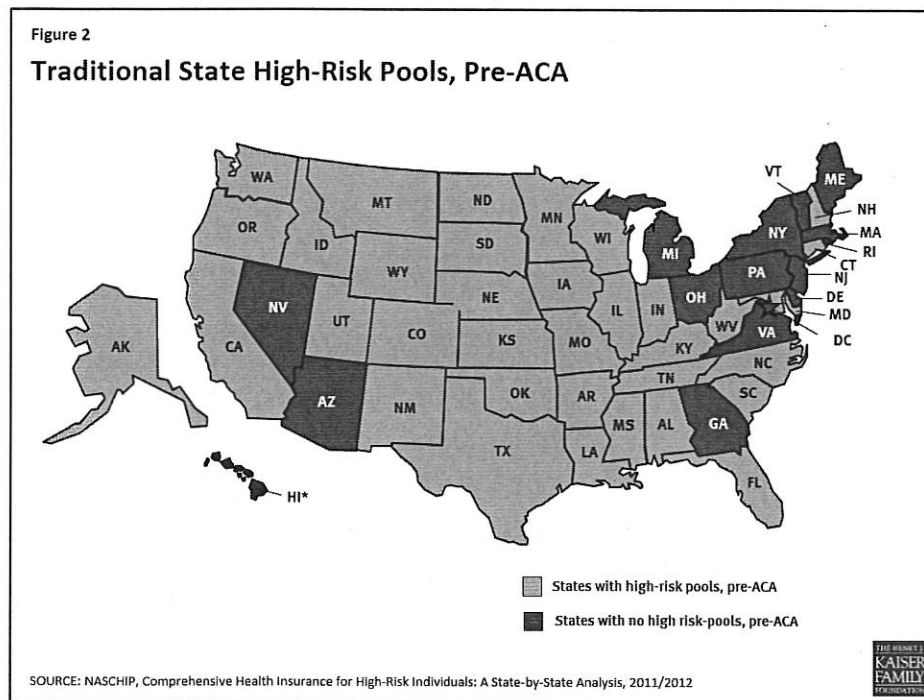 Figure 2
Traditional State High-Risk Pools, Pre-ACA
WA
MT
ND
MN
VT
ME
NH
OR
ID
SD
WI
NY
MA
MI
RI
WY
CT
PA
NJ
IA
NE
OH
DE
NV
IL
IN
MD
UT
CO
WV
VA
DC
CA
KS
MO
KY
AK
NC
TN
OK
AZ
NM
AR
SC
MS
AL
GA
TX
LA
FL
HI*
States with high-risk pools, pre-ACA
States with no high risk-pools, pre-ACA
THE HENRY J.
KAISER
FAMILY
FOUNDATION
SOURCE: NASCHIP, Comprehensive Health Insurance for High-Risk Individuals: A State-by-State Analysis, 2011/2012